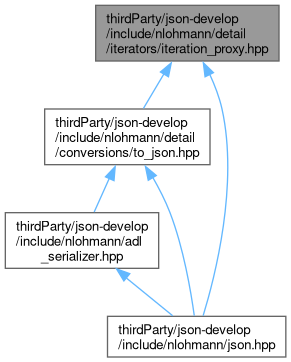 thirdParty/json-develop
/include/nlohmann/detail
/iterators/iteration_proxy.hpp
thirdParty/json-develop
/include/nlohmann/detail
/conversions/to_json.hpp
thirdParty/json-develop
/include/nlohmann/adl
_serializer.hpp
thirdParty/json-develop
/include/nlohmann/json.hpp